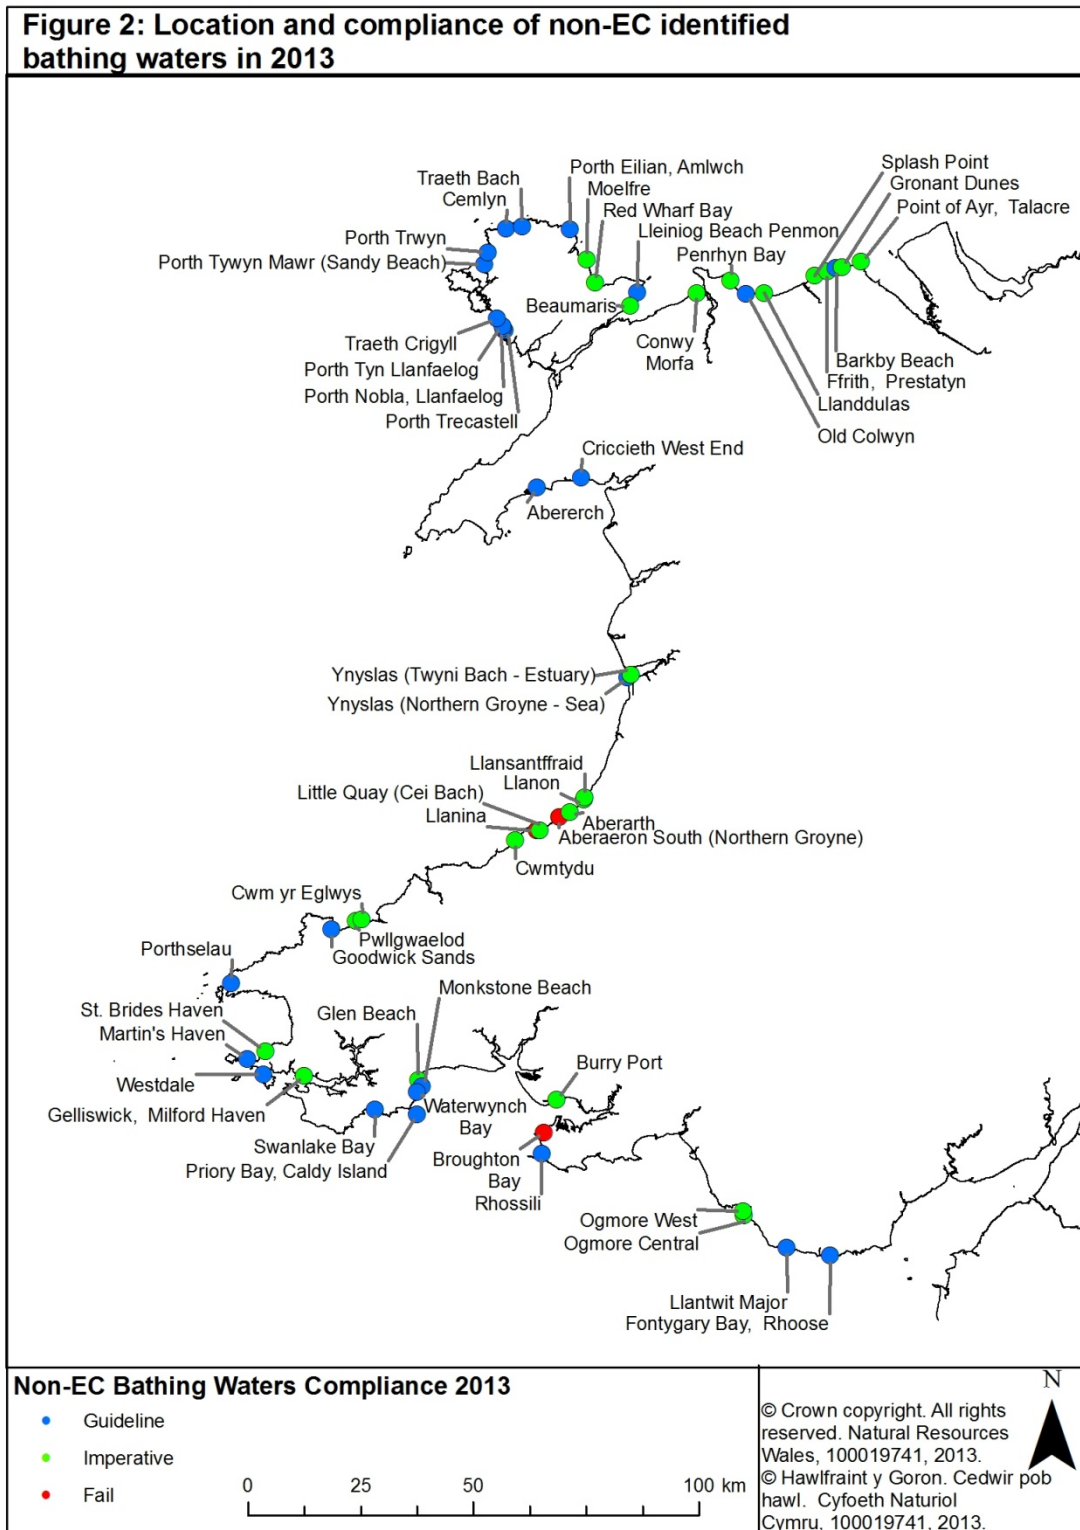 Figure 2: Location and compliance of non-EC identified
bathing waters in 2013
Splash Point
Gronant Dunes
Point of Ayr, Talacre
Porth Eilian, Amlwch
Moelfre
Red Wharf Bay
Lleiniog Beach Penmon
Penrhyn Bay
Traeth Bach
Cemlyn
Porth Trwyn
Porth Tywyn Mawr (Sandy Beach)
Beaumaris
Conwy
Morfa
Traeth Crigyll
Porth Tyn Llanfaelog
Porth Nobla, Llanfaelog
Porth Trecastell
Barkby Beach
Ffrith, Prestatyn
Llanddulas
Old Colwyn
Criccieth West End
Abererch
Ynyslas (Twyni Bach - Estuary)
Ynyslas (Northern Groyne - Sea)
Llansantffraid
Llanon
Little Quay (Cei Bach)
Llanina
Aberarth
Aberaeron South (Northern Groyne)
Cwmtydu
Cwm yr Eglwys
Pwllgwaelod
Goodwick Sands
Porthselau
Monkstone Beach
St. Brides Haven
Glen Beach
Martin's Haven
Burry Port
Westdale
Gelliswick, Milford Haven
Waterwynch
Bay
Swanlake Bay
Priory Bay, Caldy Island
Broughton
Bay
Rhossili
Ogmore West
Ogmore Central
Llantwit Major
Fontygary Bay, Rhoose
Non-EC Bathing Waters Compliance 2013
Guideline
Imperative
Fail
0 25 50 100 km
N
© Crown copyright. All rights
reserved. Natural Resources
Wales, 100019741, 2013.
© Hawlfraint y Goron. Cedwir pob
hawl. Cyfoeth Naturiol
Cymru, 100019741, 2013.